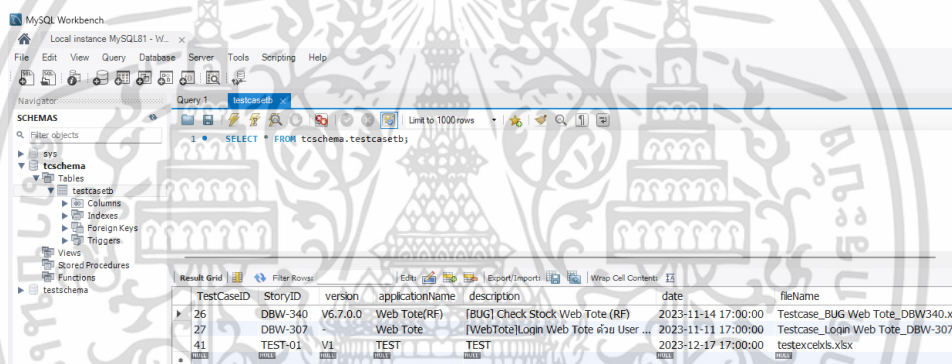 MySQL Workbench
Local instance MySQL81 - W... ×
File Edit View Query Database Server Tools Scripting Help
Navigator
Query 1 testcasetb ×
SCHEMAS
Limit to 1000 rows
Filter objects
1 SELECT * FROM tcschema.testcasetb;
sys
tcschema
Tables
testcasetb
Columns
Indexes
Foreign Keys
Triggers
Views
Stored Procedures
Functions
testschema
Result Grid Filter Rows: Edit: Export/Import: Wrap Cell Content:
TestCaseID StoryID version applicationName description date fileName
26 DBW-340 V6.7.0.0 Web Tote(RF) [BUG] Check Stock Web Tote (RF) 2023-11-14 17:00:00 Testcase_BUG Web Tote_DBW340.x
27 DBW-307 - Web Tote [WebTote]Login Web Tote ด้วย User ... 2023-11-11 17:00:00 Testcase_Login Web Tote_DBW-307
41 TEST-01 V1 TEST TEST 2023-12-17 17:00:00 testexcelxls.xlsx
NULL NULL NULL NULL NULL NULL NULL